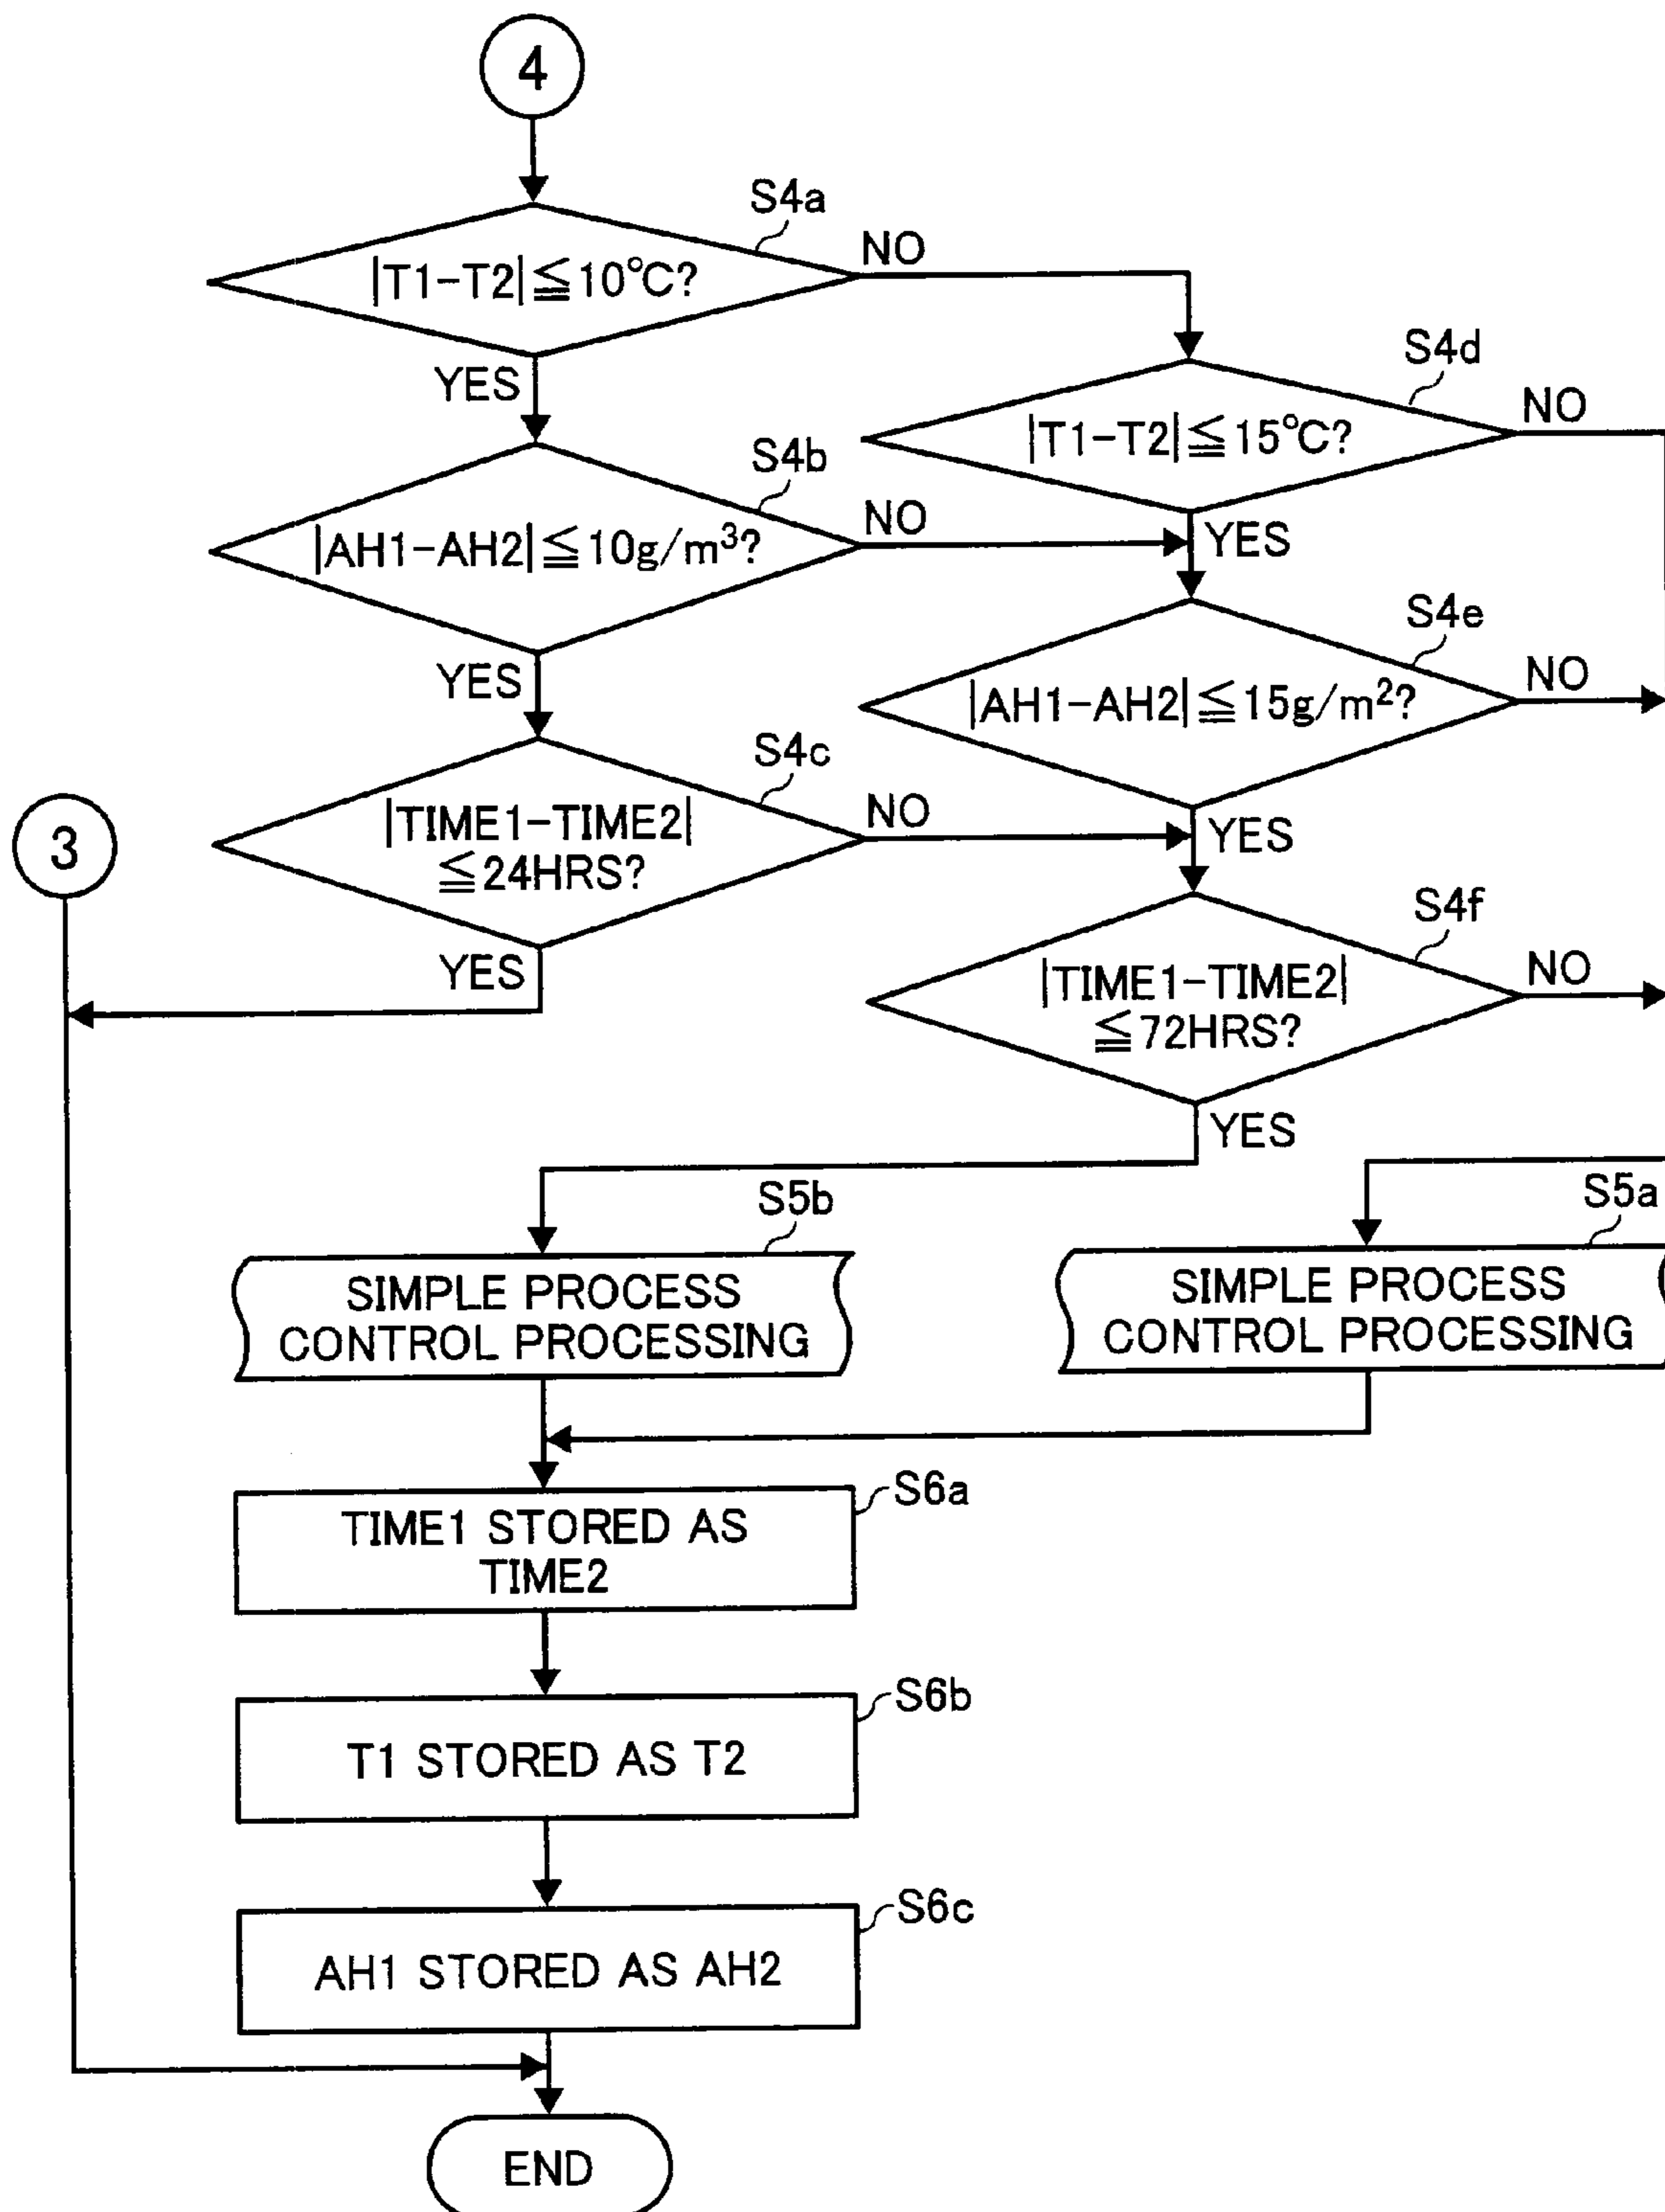 4
S4a
|T1-T2|≦10°C?
NO
YES
S4d
|T1-T2|≦15°C?
NO
YES
S4b
|AH1-AH2|≦10g/m³?
NO
YES
S4e
|AH1-AH2|≦15g/m²?
NO
YES
S4c
|TIME1-TIME2|
≦24HRS?
NO
YES
3
S4f
|TIME1-TIME2|
≦72HRS?
NO
YES
S5b
SIMPLE PROCESS
CONTROL PROCESSING
S5a
SIMPLE PROCESS
CONTROL PROCESSING
S6a
TIME1 STORED AS
TIME2
S6b
T1 STORED AS T2
S6c
AH1 STORED AS AH2
END